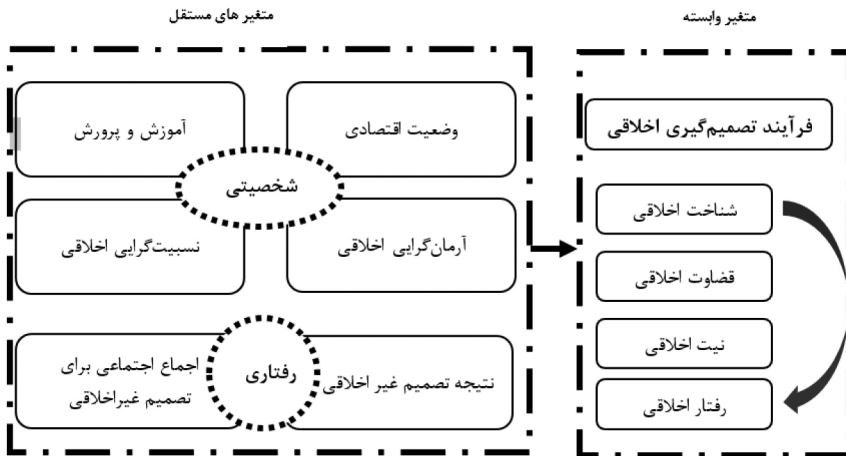 متغیر وابسته
متغیر های مستقل
فرآیند تصمیم‌گیری اخلاقی
شناخت اخلاقی
قضاوت اخلاقی
نیت اخلاقی
رفتار اخلاقی
وضعیت اقتصادی
آموزش و پرورش
شخصیتی
آرمان‌گرایی اخلاقی
نسبیت‌گرایی اخلاقی
نتیجه تصمیم غیر اخلاقی
رفتاری
اجماع اجتماعی برای
تصمیم غیراخلاقی